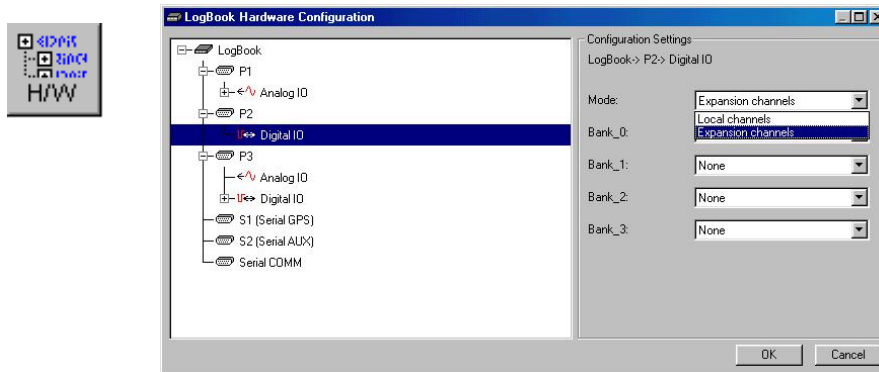 H/W
LogBook Hardware Configuration
LogBook
P1
Analog IO
P2
Digital IO
P3
Analog IO
Digital IO
S1 (Serial GPS)
S2 (Serial AUX)
Serial COMM
Configuration Settings
LogBook-> P2-> Digital IO
Mode: Expansion channels
Local channels
Bank_0: Expansion channels
Bank_1: None
Bank_2: None
Bank_3: None
OK Cancel